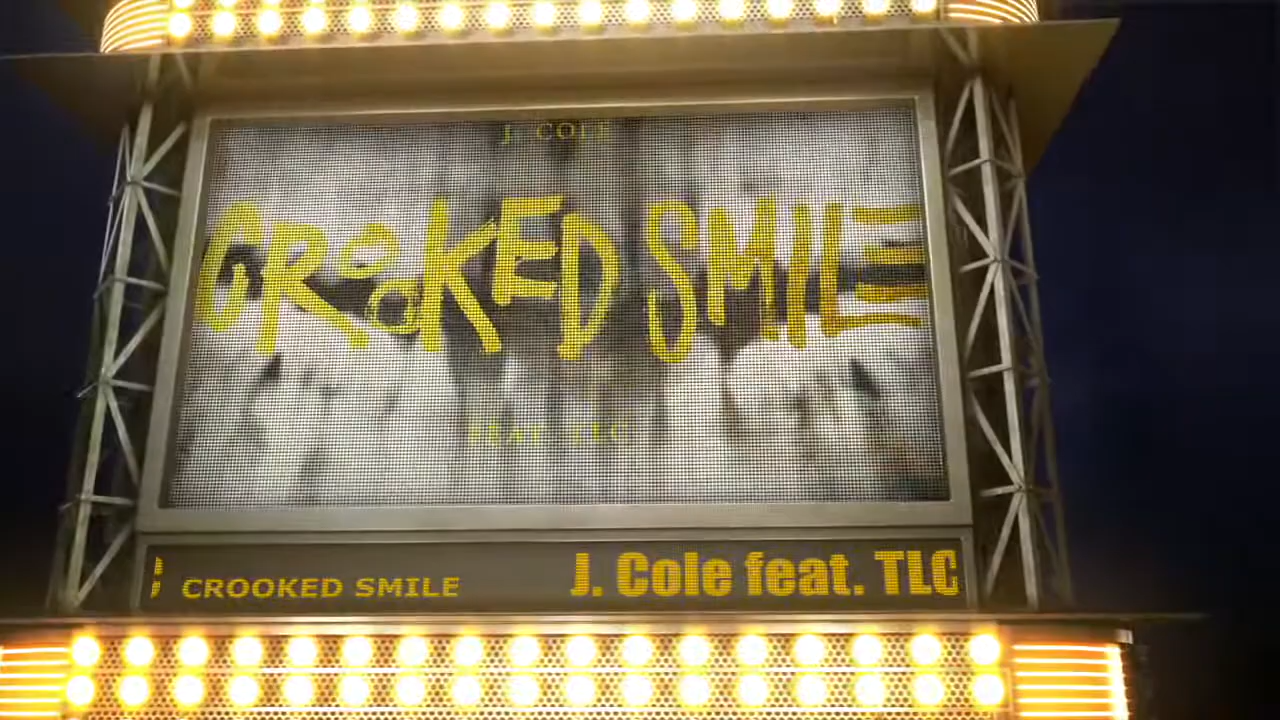 J. COLE
CROOKED SMILE
FEAT. TLC
CROOKED SMILE
J. Cole feat. TLC